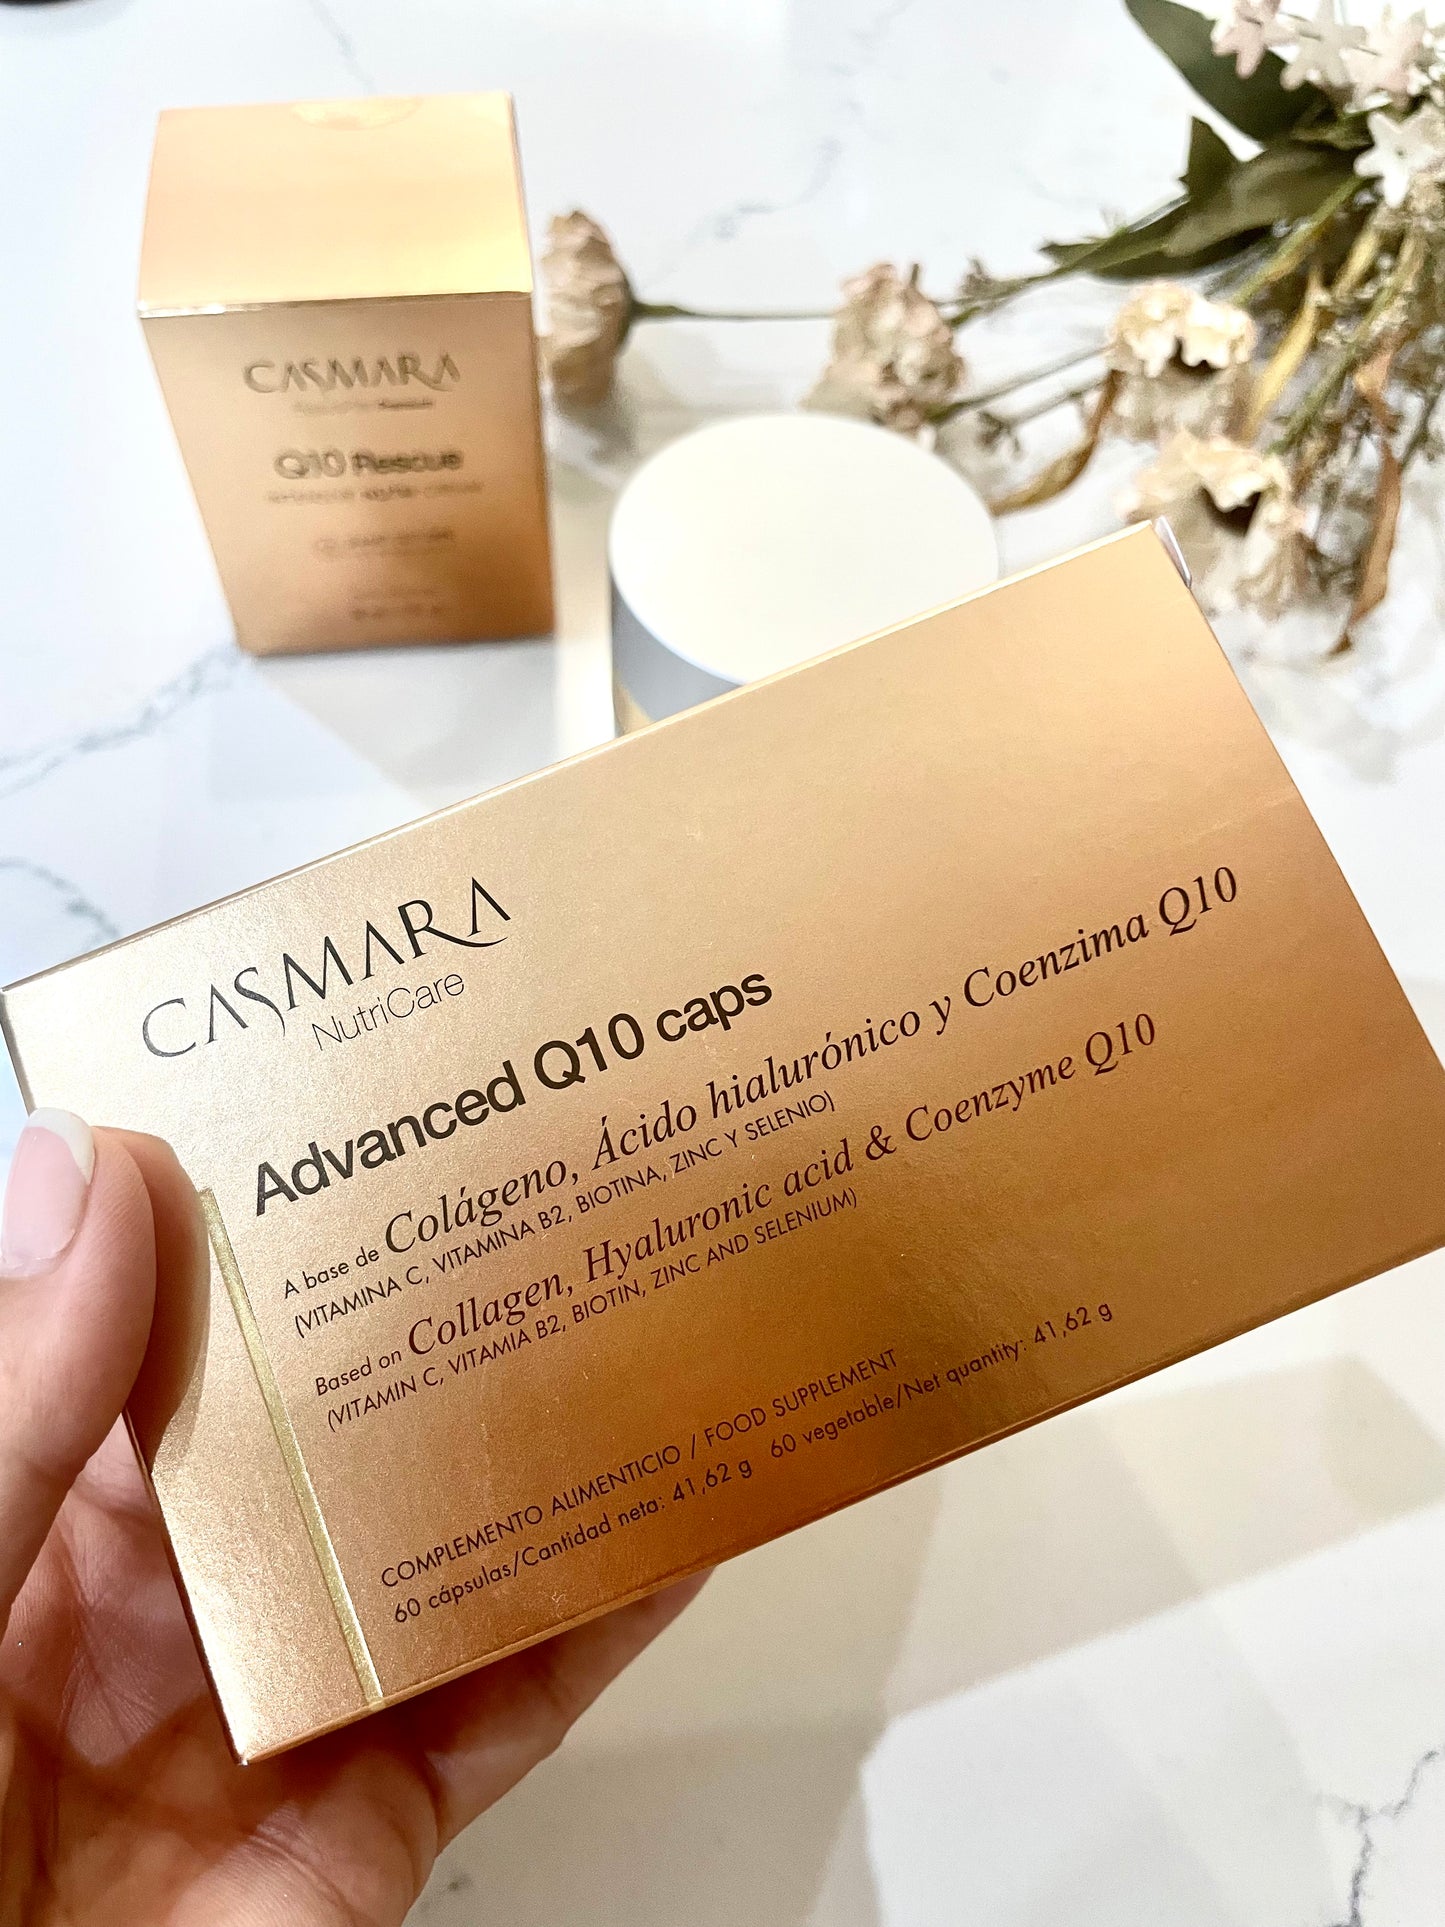 CASMARA
Q10 Rescue
CASMARA
NutriCare
Advanced Q10 caps
A base de Colágeno, Ácido hialurónico y Coenzima Q10
(VITAMINA C, VITAMINA B2, BIOTINA, ZINC Y SELENIO)
Based on Collagen, Hyaluronic acid & Coenzyme Q10
(VITAMIN C, VITAMIA B2, BIOTIN, ZINC AND SELENIUM)
COMPLEMENTO ALIMENTICIO / FOOD SUPPLEMENT
60 cápsulas/Cantidad neta: 41,62 g 60 vegetable/Net quantity: 41,62 g